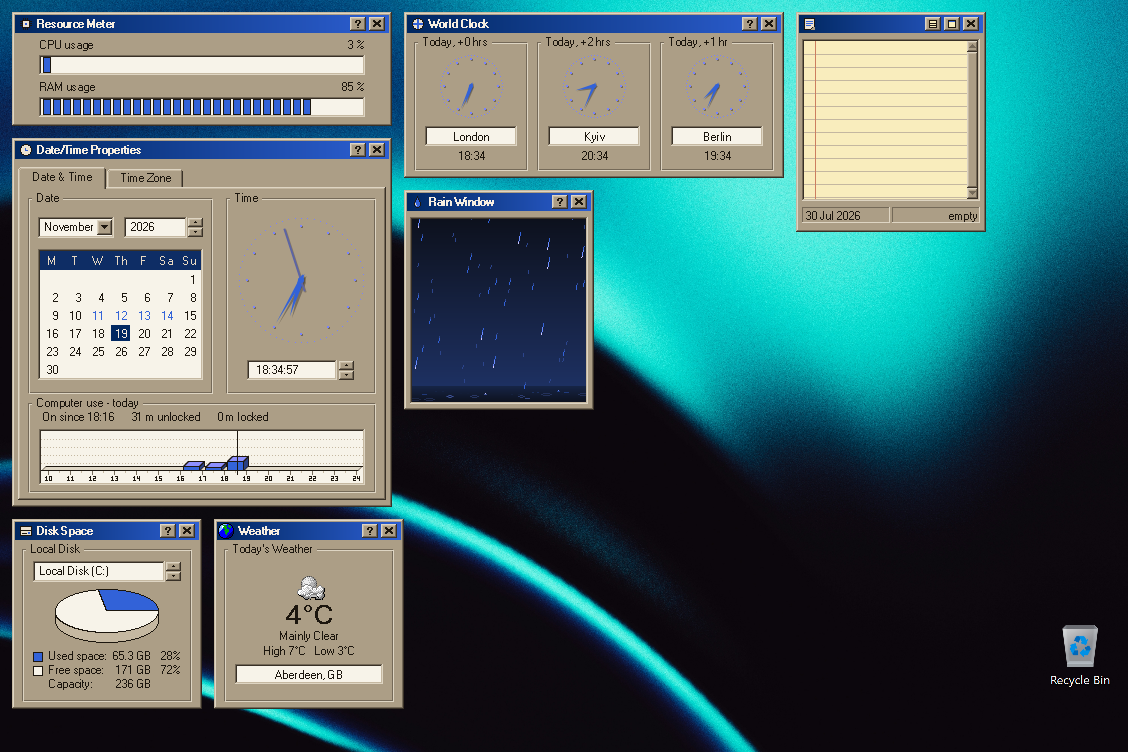 Resource Meter
CPU usage 3 %
RAM usage 85 %
World Clock
Today, +0 hrs
London
18:34
Today, +2 hrs
Kyiv
20:34
Today, +1 hr
Berlin
19:34
30 Jul 2026 empty
Date/Time Properties
Date & Time Time Zone
Date
November 2026
M T W Th F Sa Su
1
2 3 4 5 6 7 8
9 10 11 12 13 14 15
16 17 18 19 20 21 22
23 24 25 26 27 28 29
30
Time
18:34:57
Computer use - today
On since 18:16 31 m unlocked 0 m locked
10 11 12 13 14 15 16 17 18 19 20 21 22 23 24
Rain Window
Disk Space
Local Disk
Local Disk (C:)
Used space: 65.3 GB 28%
Free space: 171 GB 72%
Capacity: 236 GB
Weather
Today's Weather
4°C
Mainly Clear
High 7°C Low 3°C
Aberdeen, GB
Recycle Bin